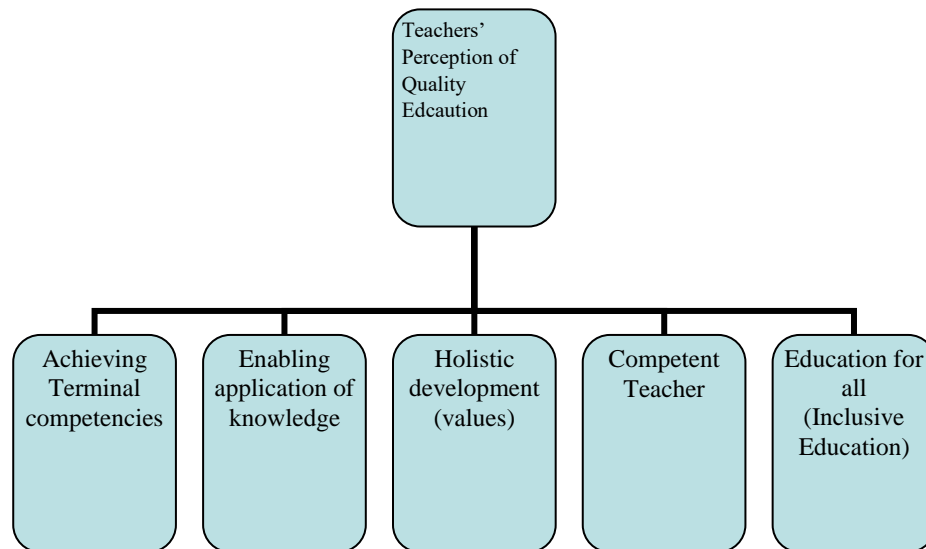 Teachers’
Perception of
Quality
Edcaution
Achieving
Terminal
competencies
Enabling
application of
knowledge
Holistic
development
(values)
Competent
Teacher
Education for
all
(Inclusive
Education)